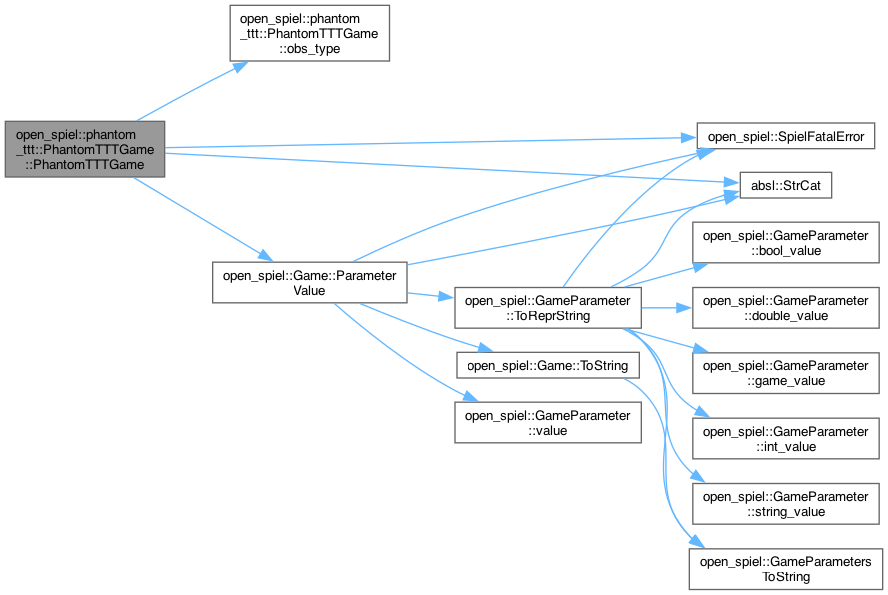 open_spiel::phantom
_ttt::PhantomTTTGame
::obs_type
open_spiel::phantom
_ttt::PhantomTTTGame
::PhantomTTTGame
open_spiel::SpielFatalError
absl::StrCat
open_spiel::GameParameter
::bool_value
open_spiel::Game::Parameter
Value
open_spiel::GameParameter
::ToReprString
open_spiel::GameParameter
::double_value
open_spiel::Game::ToString
open_spiel::GameParameter
::game_value
open_spiel::GameParameter
::value
open_spiel::GameParameter
::int_value
open_spiel::GameParameter
::string_value
open_spiel::GameParameters
ToString